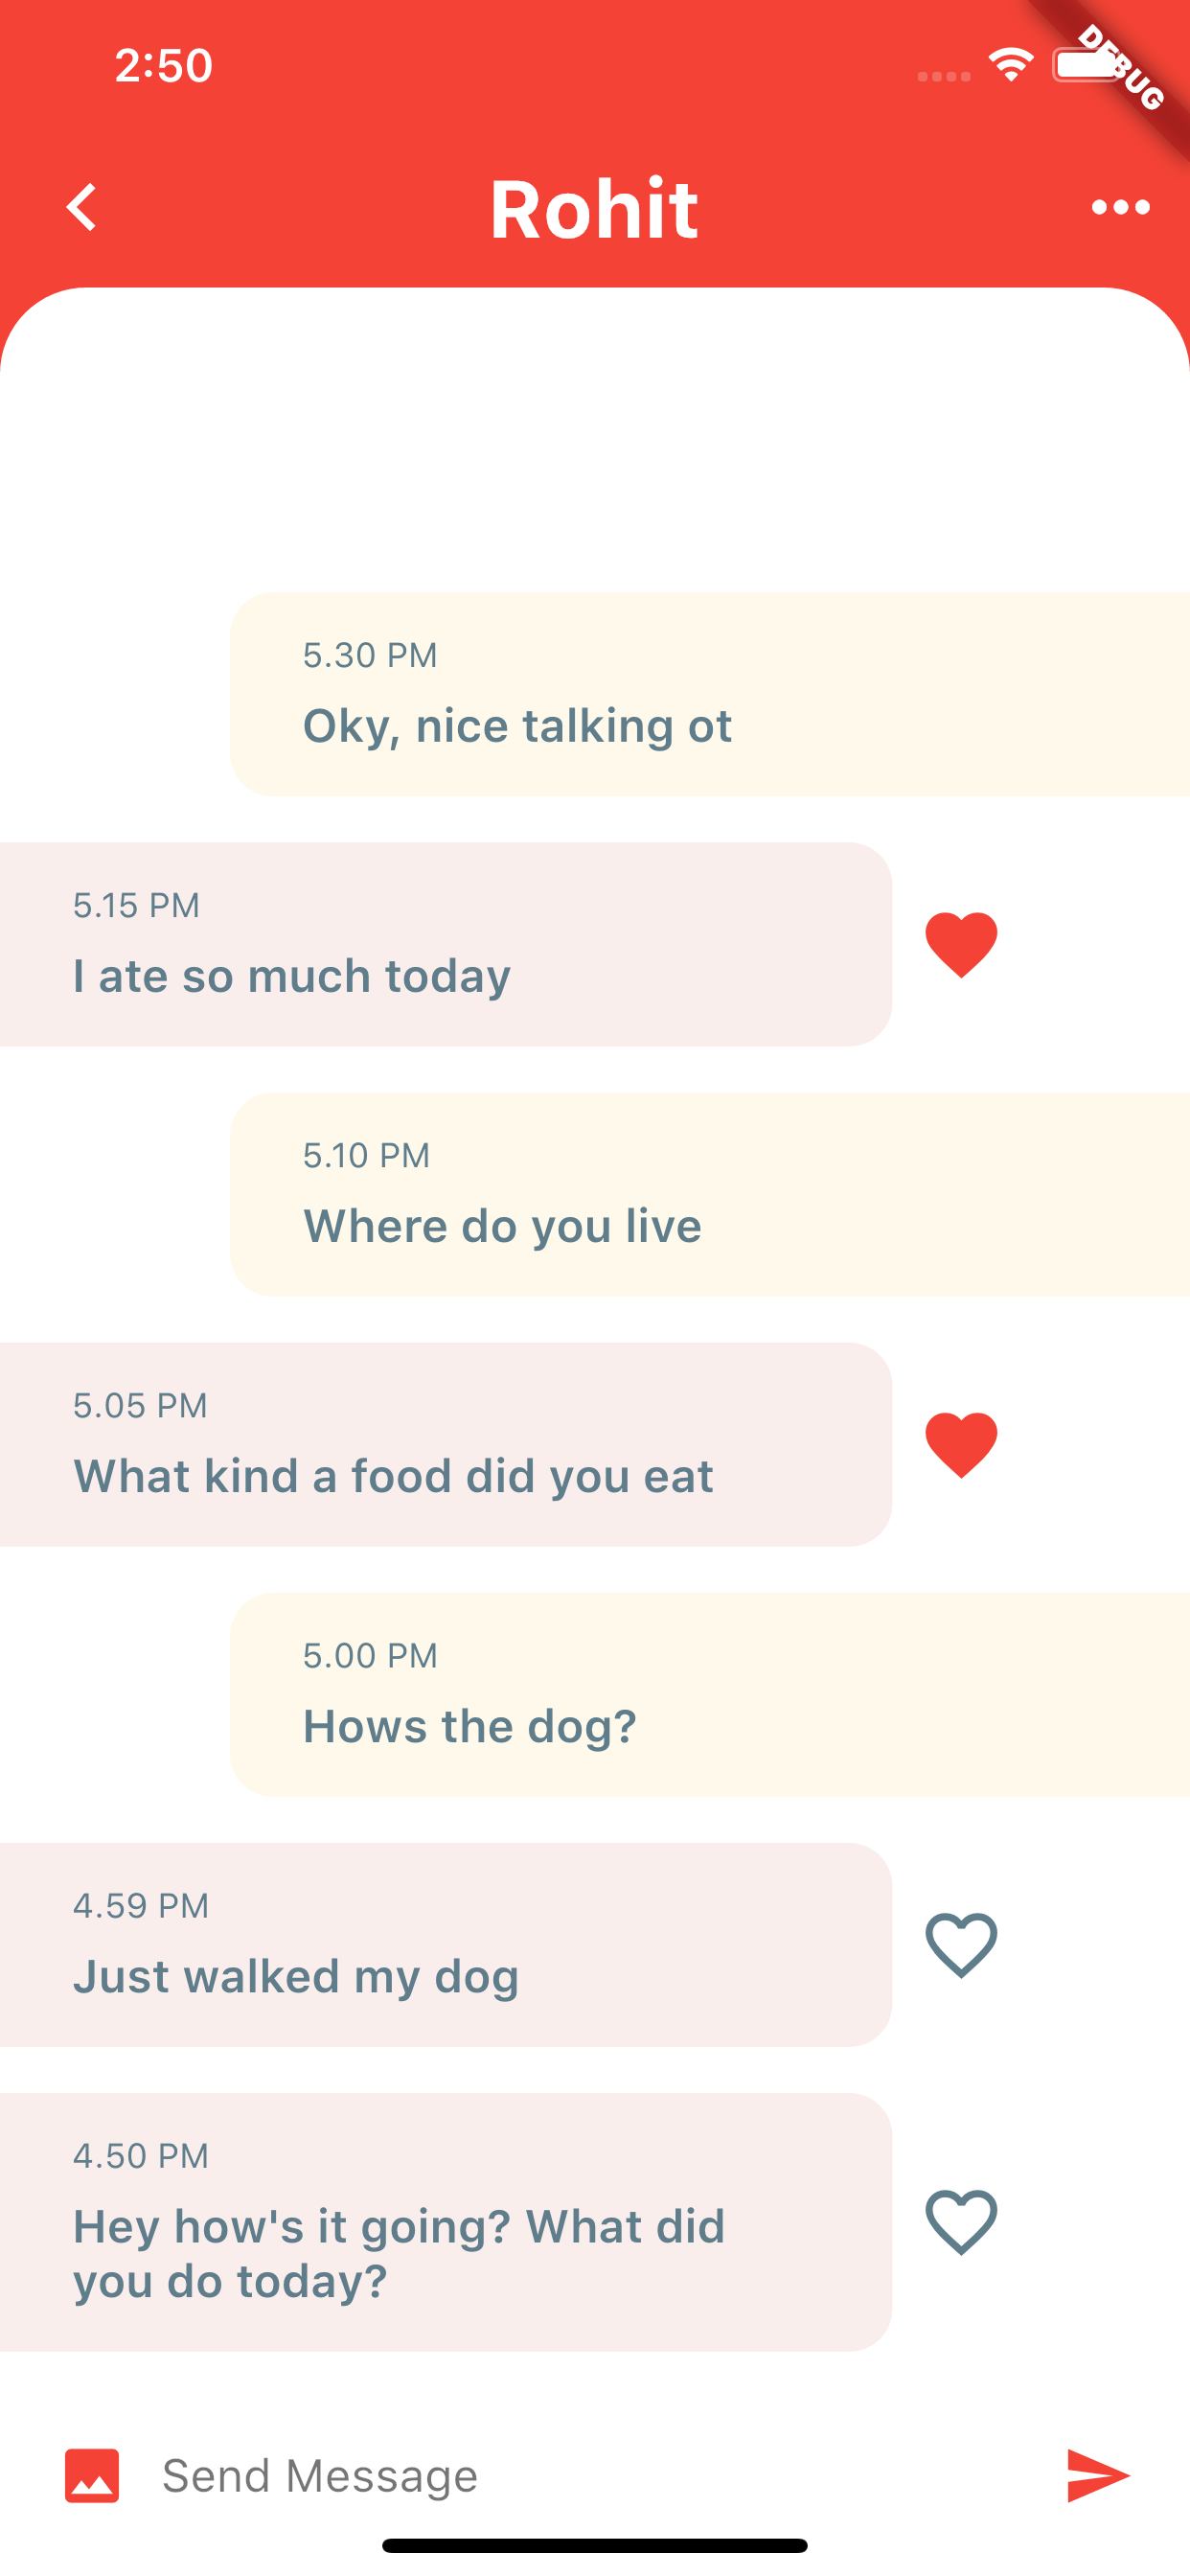 2:50
DEBUG
Rohit
5.30 PM
Oky, nice talking ot
5.15 PM
I ate so much today
5.10 PM
Where do you live
5.05 PM
What kind a food did you eat
5.00 PM
Hows the dog?
4.59 PM
Just walked my dog
4.50 PM
Hey how's it going? What did
you do today?
Send Message